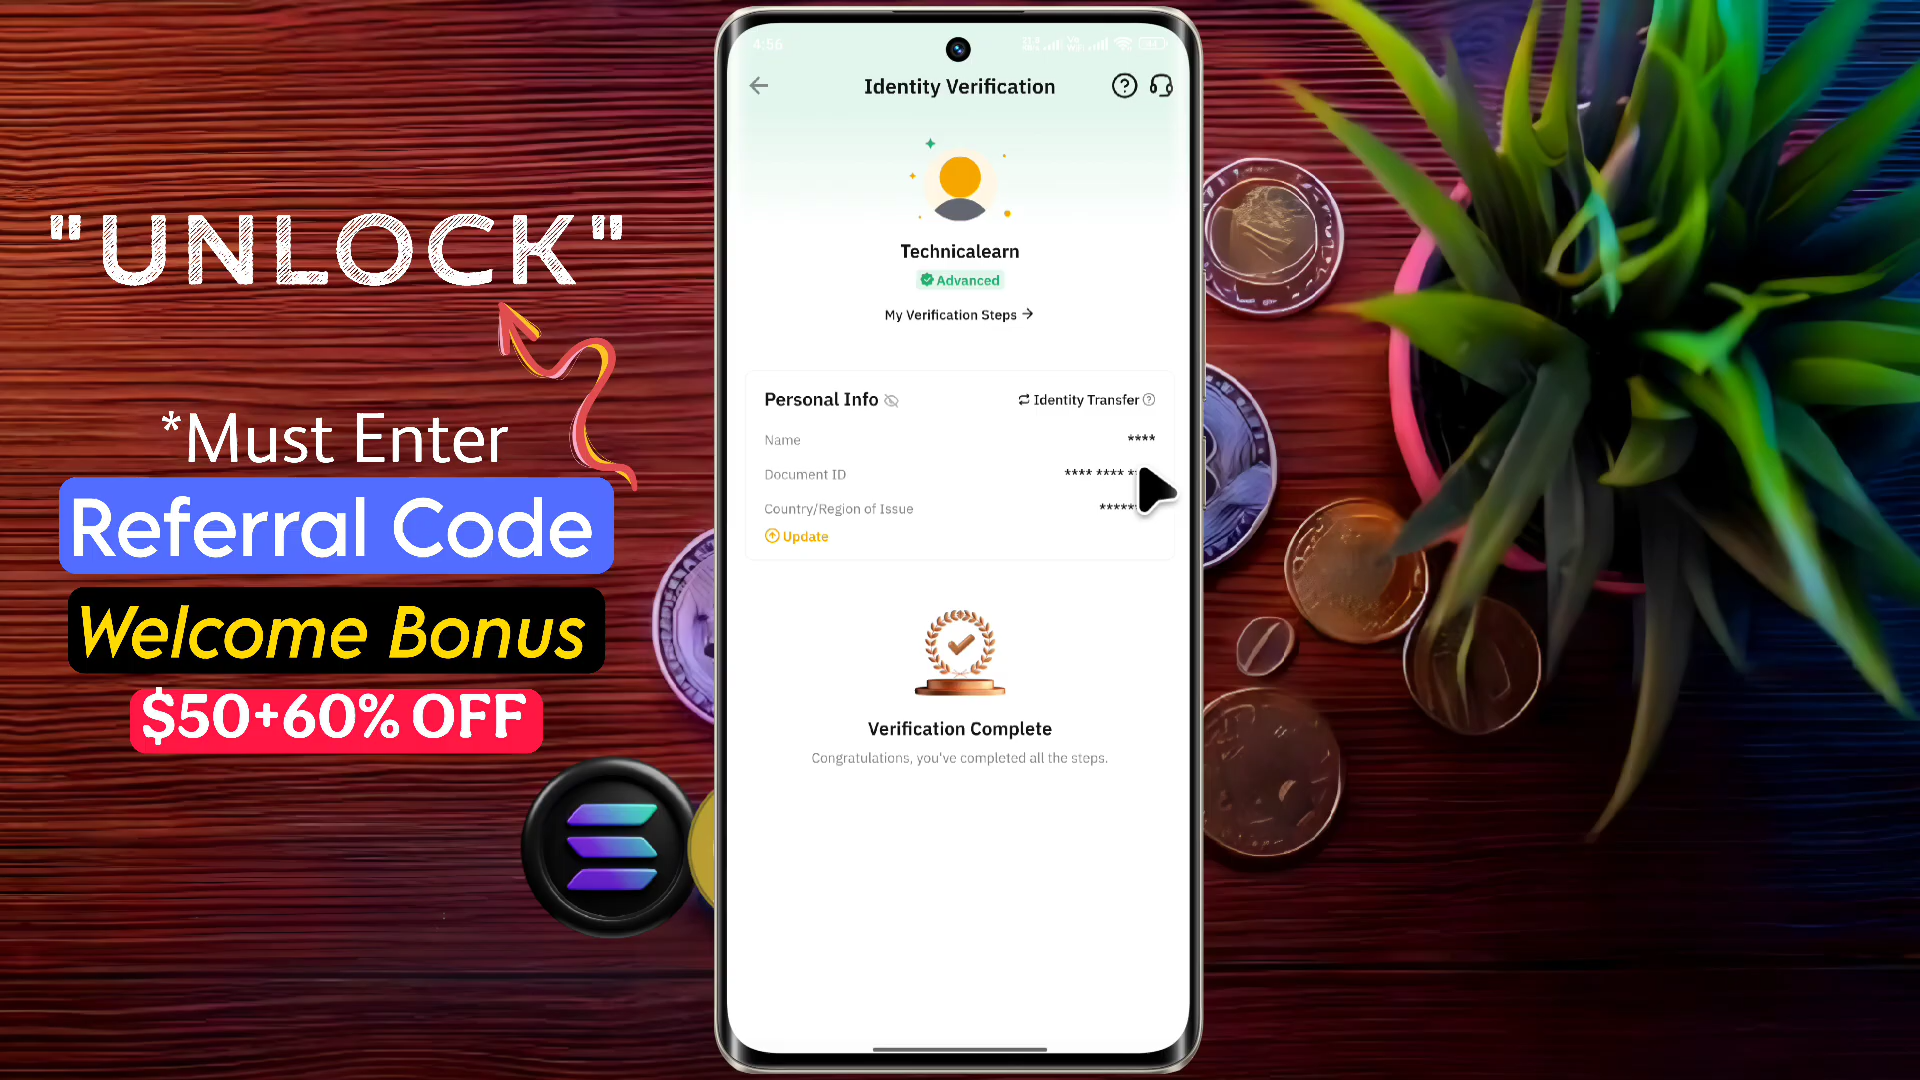 "UNLOCK"
*Must Enter
Referral Code
Welcome Bonus
$50+60% OFF
4:56
Identity Verification
Technicalearn
Advanced
My Verification Steps →
Personal Info
Identity Transfer
Name ****
Document ID **** **** *
Country/Region of Issue *****
Update
Verification Complete
Congratulations, you've completed all the steps.